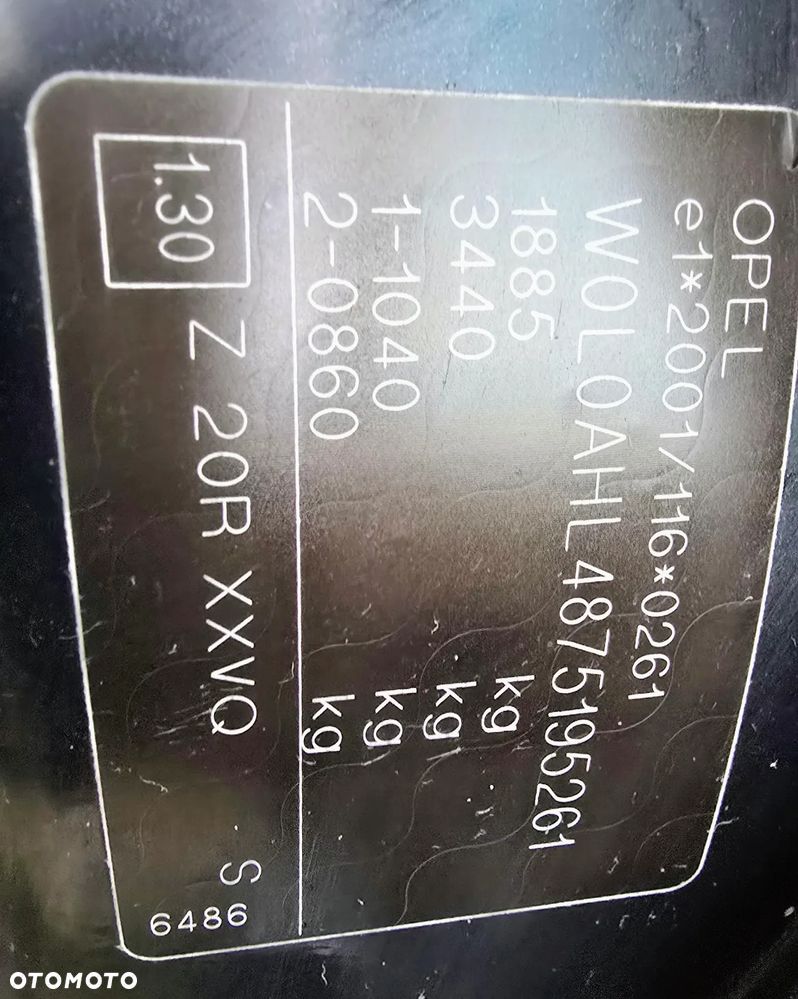 OPEL
e1*2001/116*0261
W0L0AHL4875195261
1885 kg
3440 kg
1-1040 kg
2-0860 kg
1.30 Z 20R XXVQ S
6486
OTOMOTO